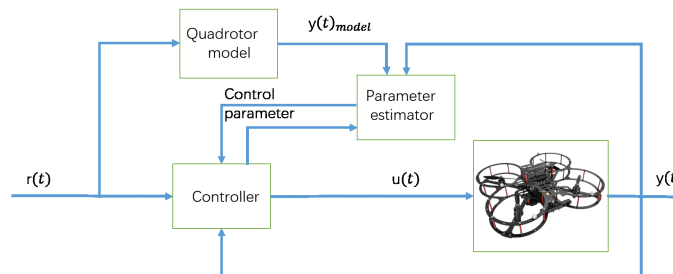 Quadrotor
model
y(t)model
Control
parameter
Parameter
estimator
r(t)
Controller
u(t)
y(t